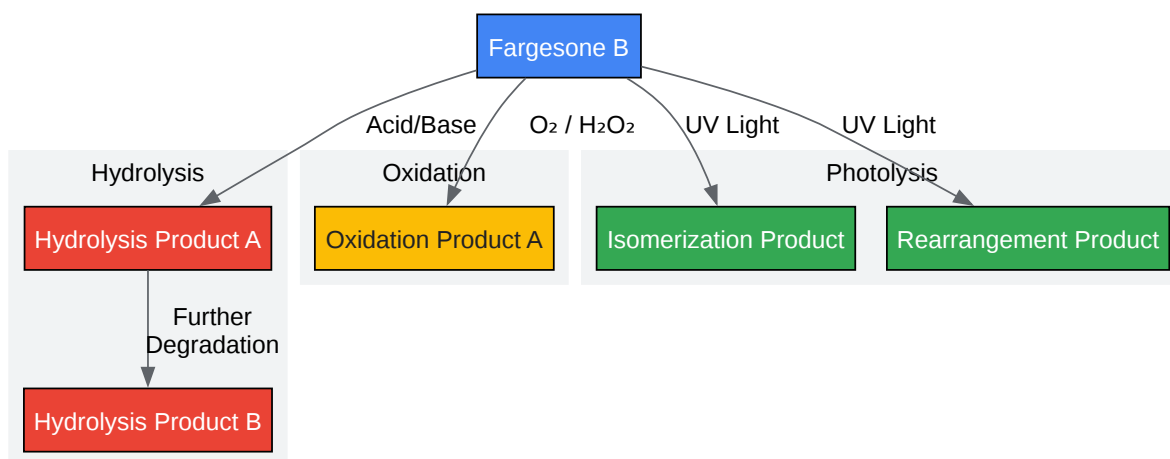 Fargesone B
Acid/Base
O₂ / H₂O₂
UV Light
UV Light
Hydrolysis
Oxidation
Photolysis
Hydrolysis Product A
Oxidation Product A
Isomerization Product
Rearrangement Product
Further
Degradation
Hydrolysis Product B